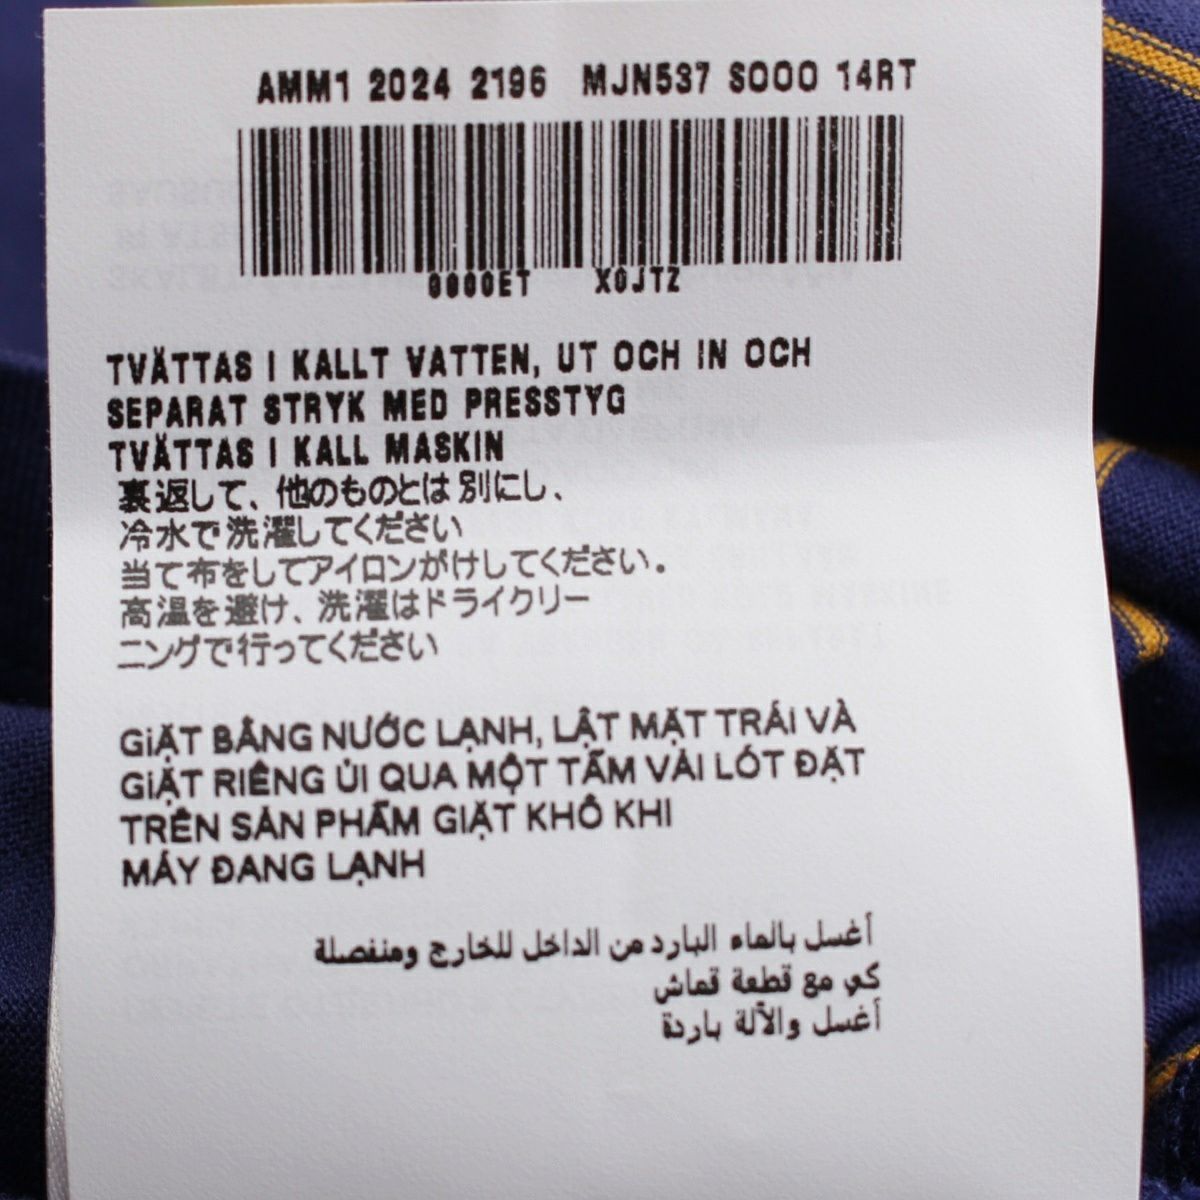 AMM1 2024 2196 MJN537 S000 14RT
0000ET X0JTZ
TVÄTTAS I KALLT VATTEN, UT OCH IN OCH
SEPARAT STRYK MED PRESSTYG
TVÄTTAS I KALL MASKIN
裏返して、他のものとは別にし、
冷水で洗濯してください
当て布をしてアイロンがけしてください。
高温を避け、洗濯はドライクリー
ニングで行ってください
GIẶT BẰNG NƯỚC LẠNH, LẬT MẶT TRÁI VÀ
GIẶT RIÊNG ỦI QUA MỘT TẤM VẢI LÓT ĐẶT
TRÊN SẢN PHẨM GIẶT KHÔ KHI
MÁY ĐANG LẠNH
أغسل بالماء البارد من الداخل للخارج ومنفصلة
كي مع قطعة قماش
أغسل والآلة باردة